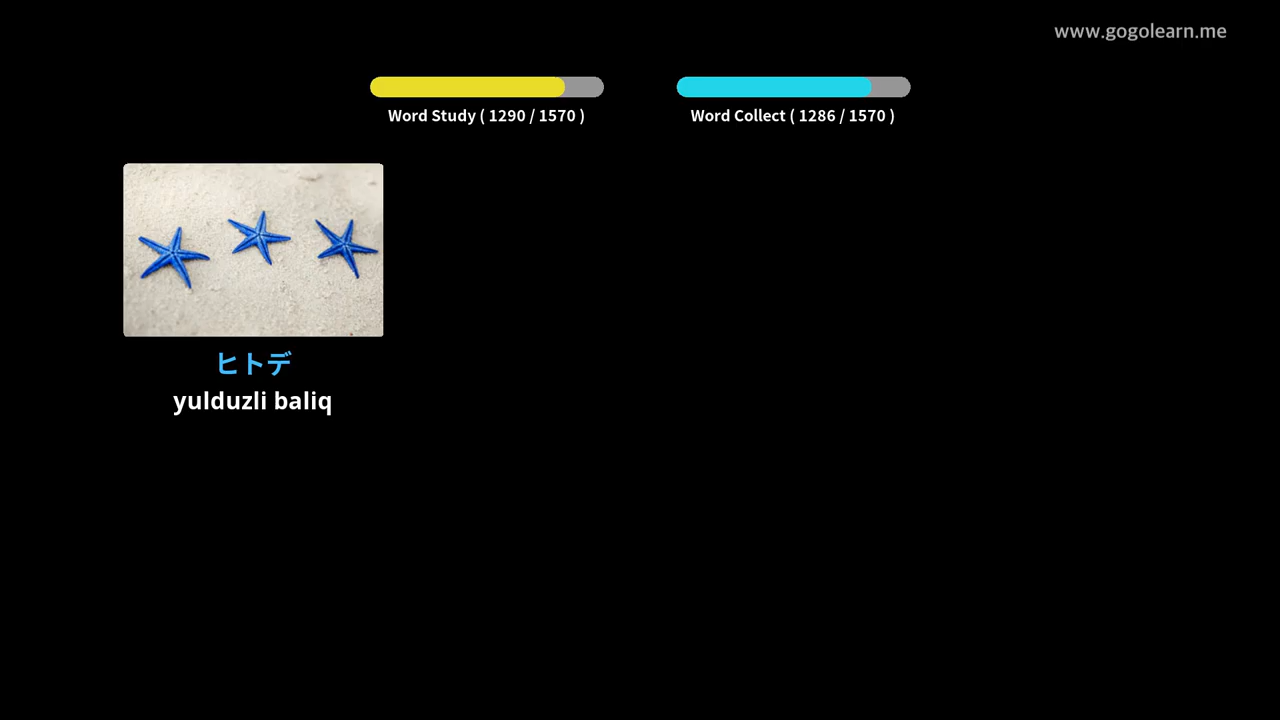 www.gogolearn.me
Word Study ( 1290 / 1570 )
Word Collect ( 1286 / 1570 )
ヒトデ
yulduzli baliq